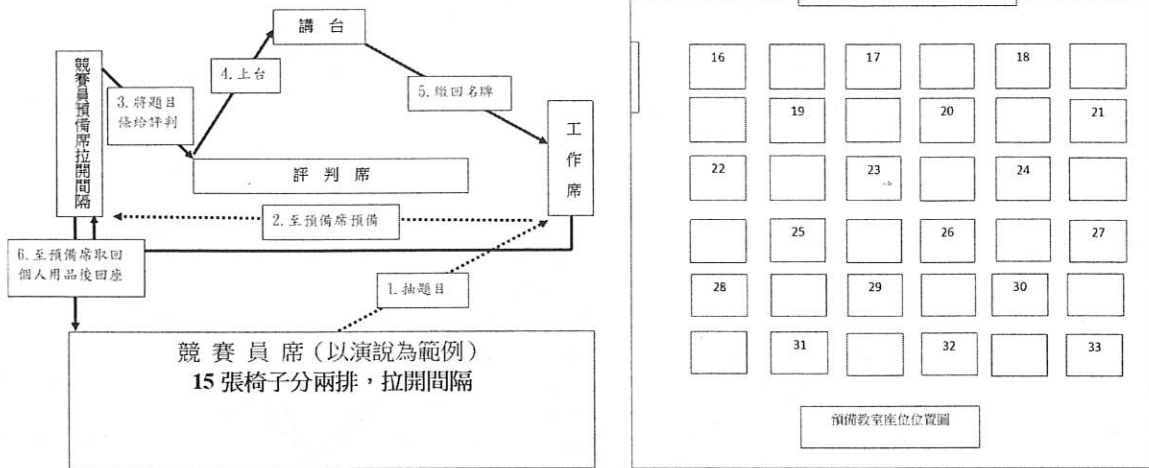 講 台
競賽員預備席拉開間隔
4.上台
3.將題目
條給評判
5.繳回名牌
工作席
評 判 席
2.至預備席預備
6.至預備席取回
個人用品後回座
1.抽題目
競 賽 員 席（以演說為範例）
15 張椅子分兩排，拉開間隔
16 17 18
19 20 21
22 23 24
25 26 27
28 29 30
31 32 33
預備教室座位位置圖